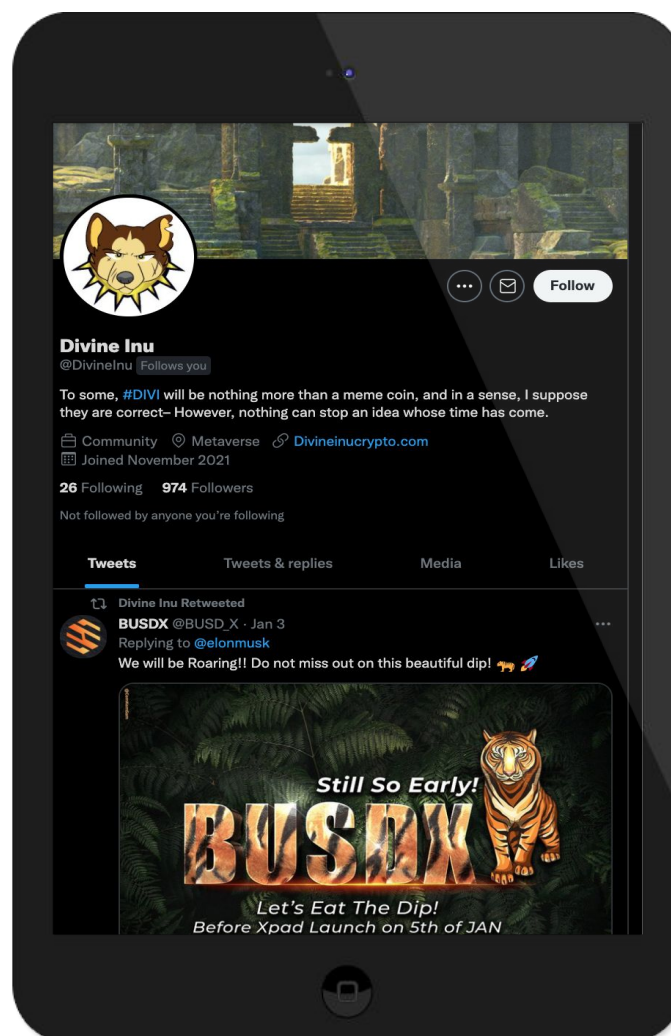 Follow
Divine Inu
@DivineInu Follows you
To some, #DIVI will be nothing more than a meme coin, and in a sense, I suppose
they are correct– However, nothing can stop an idea whose time has come.
Community Metaverse Divineinucrypto.com
Joined November 2021
26 Following 974 Followers
Not followed by anyone you're following
Tweets Tweets & replies Media Likes
Divine Inu Retweeted
BUSDX @BUSD_X · Jan 3
Replying to @elonmusk
We will be Roaring!! Do not miss out on this beautiful dip! 🐅 🚀
Still So Early!
BUSDX
Let's Eat The Dip!
Before Xpad Launch on 5th of JAN